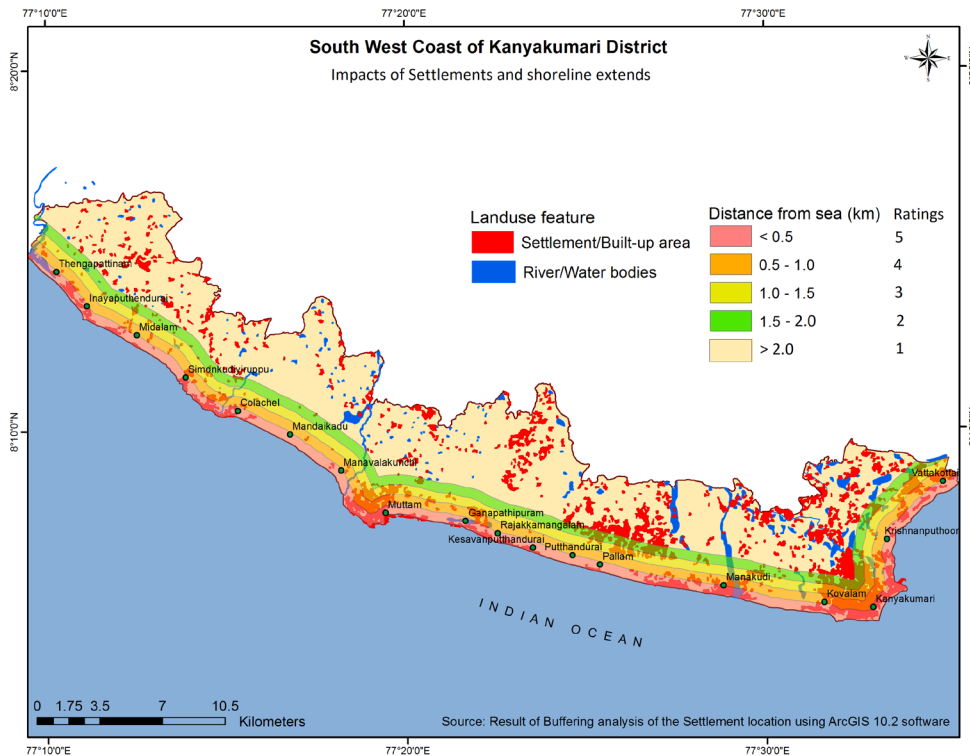 77°10'0"E 77°20'0"E 77°30'0"E
South West Coast of Kanyakumari District
Impacts of Settlements and shoreline extends
N
W E
S
8°20'0"N
Landuse feature
Settlement/Built-up area
River/Water bodies
Distance from sea (km) Ratings
< 0.5 5
0.5 - 1.0 4
1.0 - 1.5 3
1.5 - 2.0 2
> 2.0 1
Thengapattinam
Inayaputhendurai
Midalam
Simonkudiyiruppu
Colachel
Mandaikadu
8°10'0"N
Manavalakurichi
Vattakottai
Muttam
Ganapathipuram
Rajakkamangalam
Krishnanputhoor
Kesavanputhandurai
Putthandurai
Pallam
Manakudi
Kovalam
Kanyakumari
INDIAN OCEAN
0 1.75 3.5 7 10.5
Kilometers
Source: Result of Buffering analysis of the Settlement location using ArcGIS 10.2 software
77°10'0"E 77°20'0"E 77°30'0"E